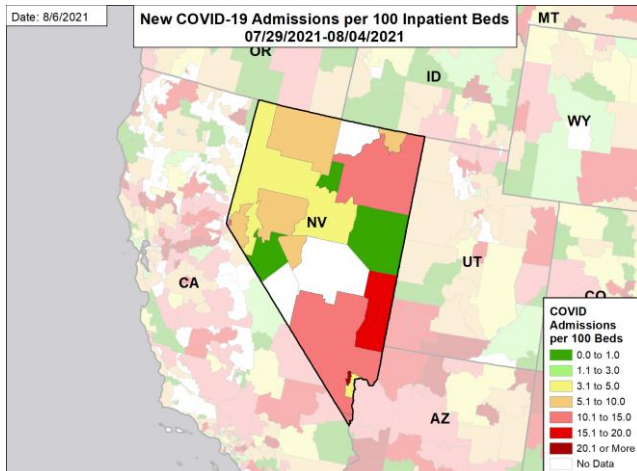 Date: 8/6/2021
New COVID-19 Admissions per 100 Inpatient Beds
07/29/2021-08/04/2021
MT
OR
ID
WY
NV
UT
CA
CO
AZ
COVID
Admissions
per 100 Beds
0.0 to 1.0
1.1 to 3.0
3.1 to 5.0
5.1 to 10.0
10.1 to 15.0
15.1 to 20.0
20.1 or More
No Data